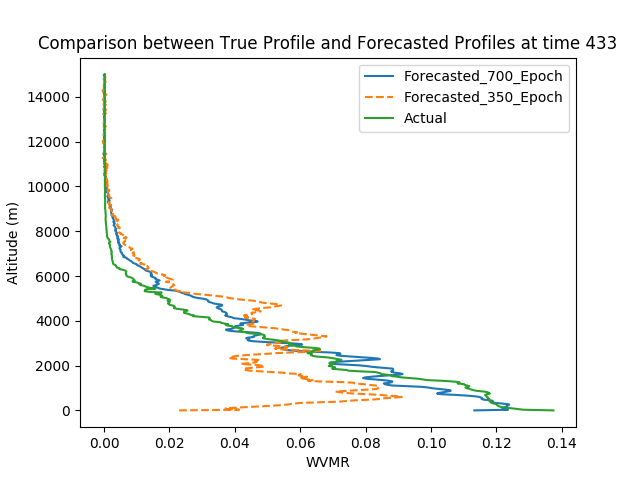 Comparison between True Profile and Forecasted Profiles at time 433
Forecasted_700_Epoch
Forecasted_350_Epoch
Actual
Altitude (m)
14000
12000
10000
8000
6000
4000
2000
0
0.00 0.02 0.04 0.06 0.08 0.10 0.12 0.14
WVMR